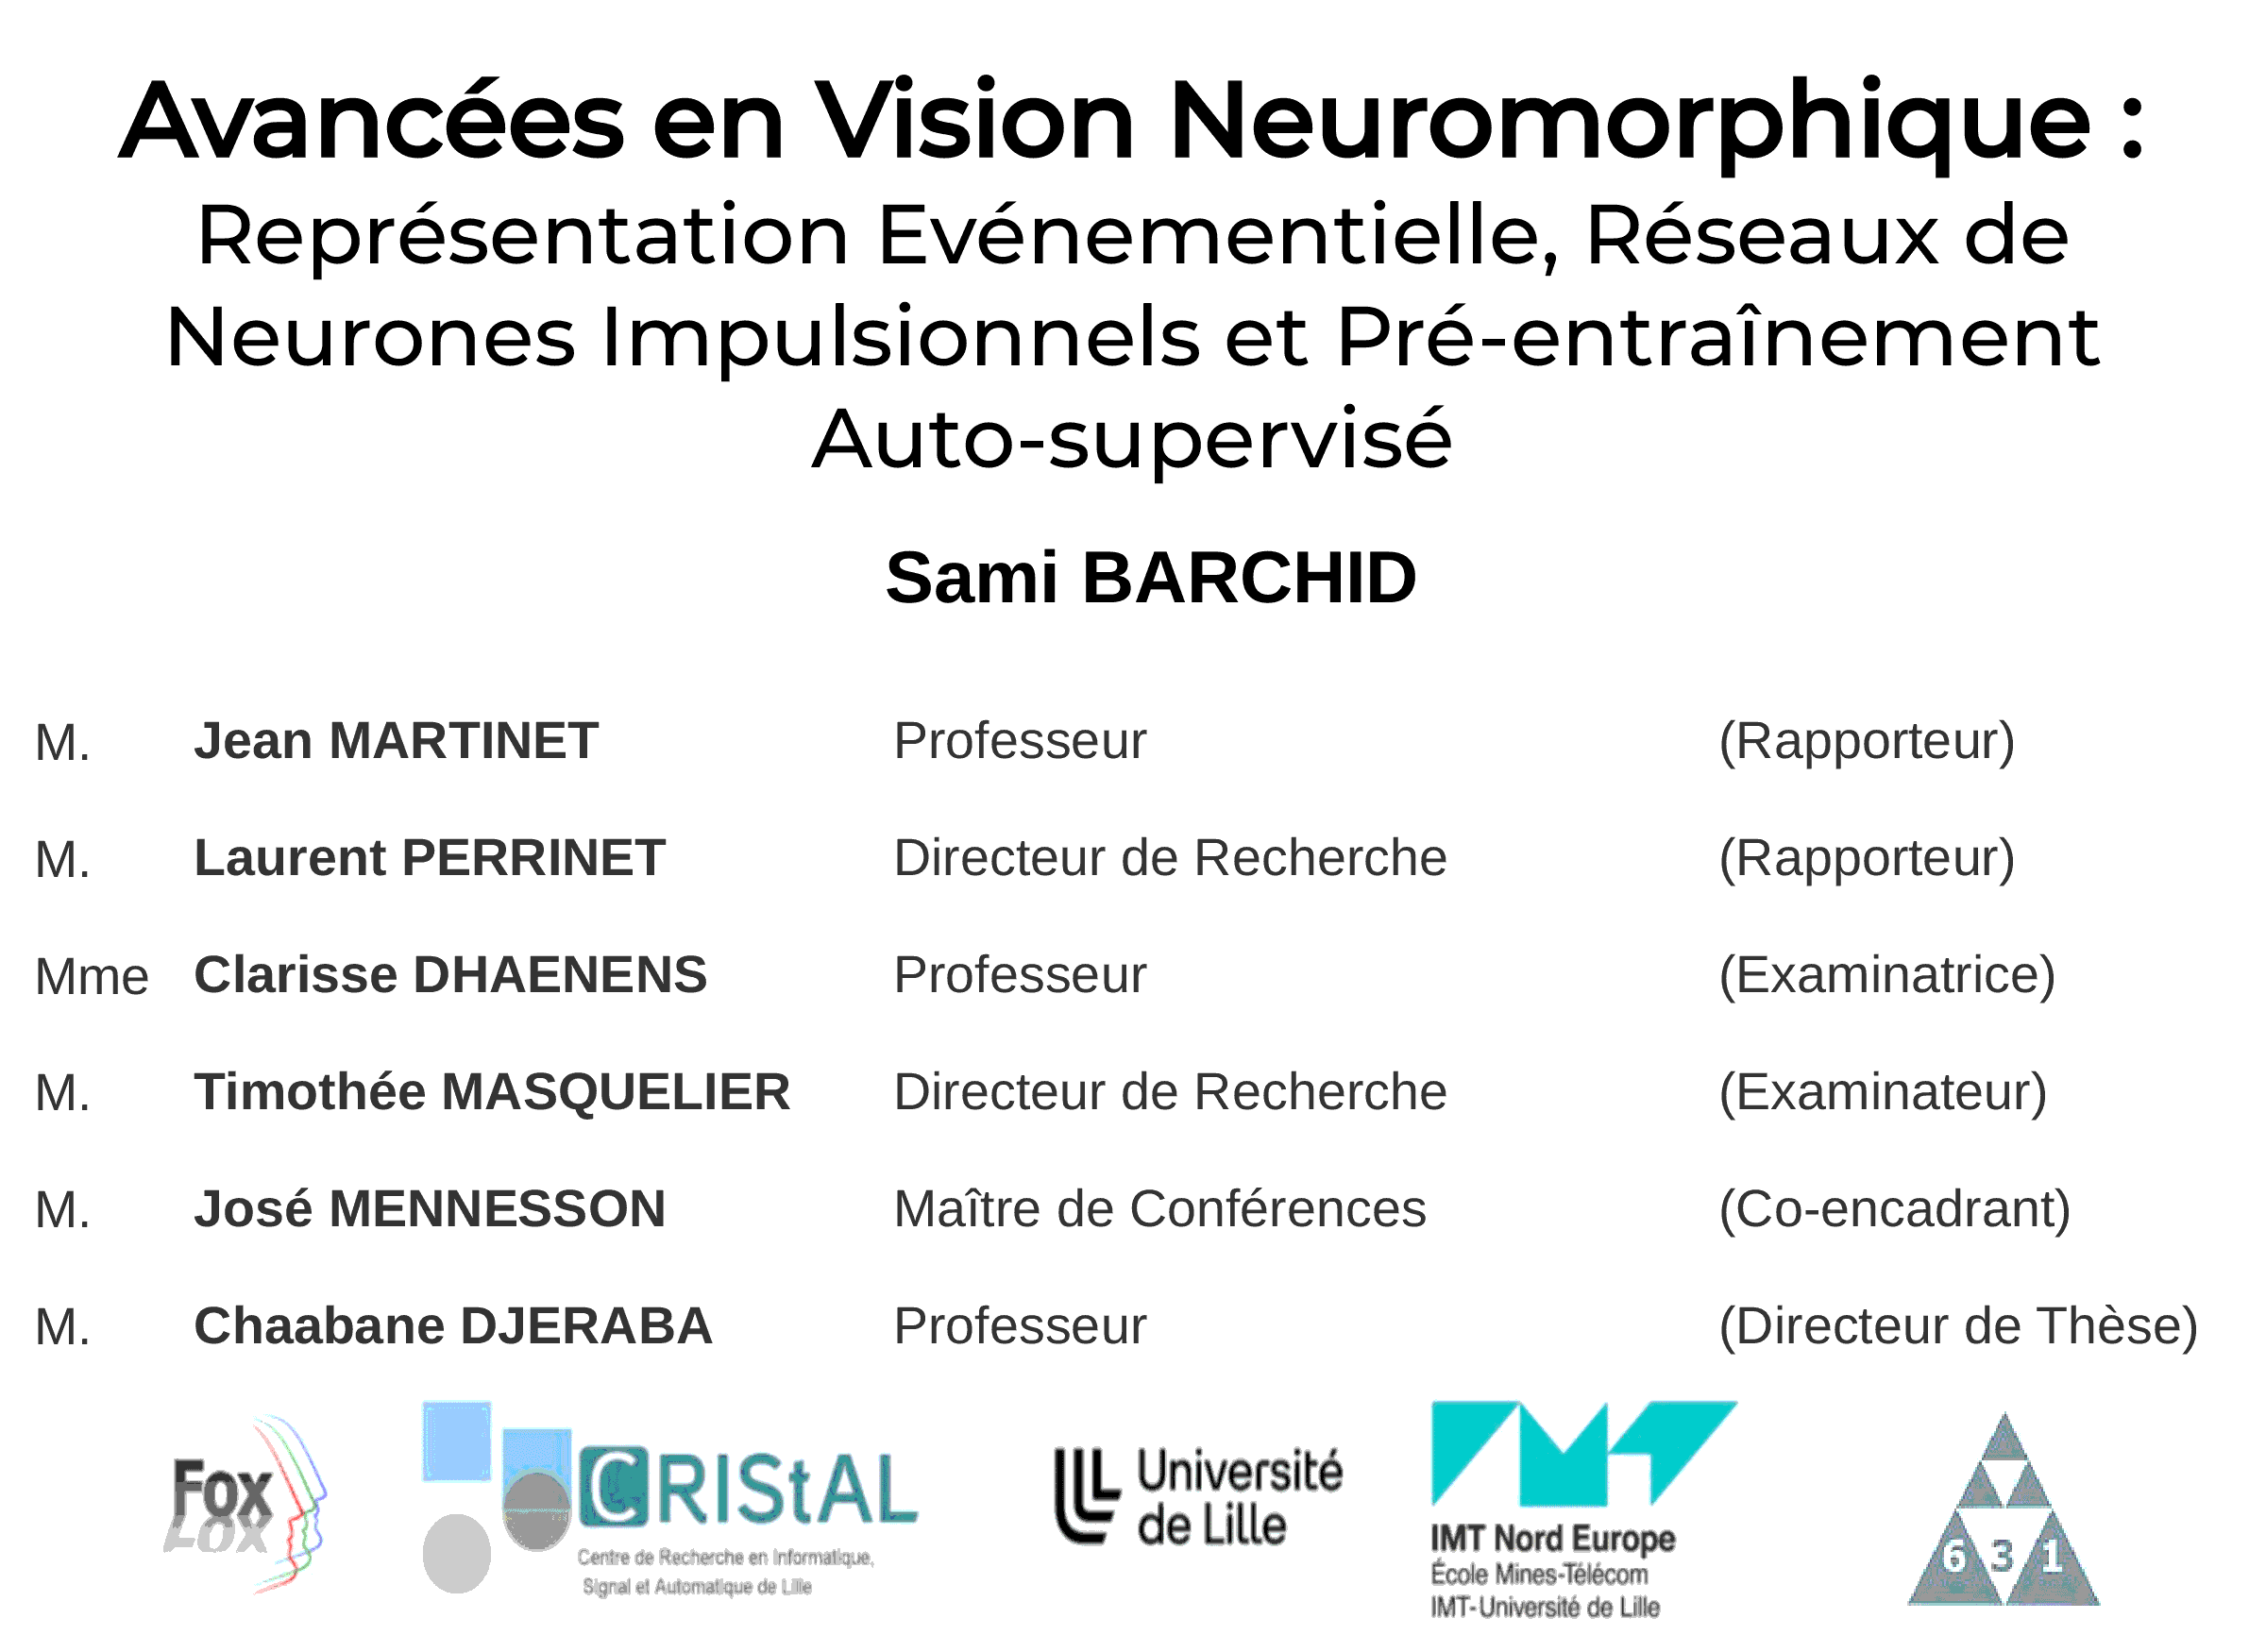 Avancées en Vision Neuromorphique :
Représentation Evénementielle, Réseaux de
Neurones Impulsionnels et Pré-entraînement
Auto-supervisé
Sami BARCHID
M. Jean MARTINET Professeur (Rapporteur)
M. Laurent PERRINET Directeur de Recherche (Rapporteur)
Mme Clarisse DHAENENS Professeur (Examinatrice)
M. Timothée MASQUELIER Directeur de Recherche (Examinateur)
M. José MENNESSON Maître de Conférences (Co-encadrant)
M. Chaabane DJERABA Professeur (Directeur de Thèse)
Fox
CRIStAL
Centre de Recherche en Informatique,
Signal et Automatique de Lille
Université
de Lille
IMT Nord Europe
École Mines-Télécom
IMT-Université de Lille
6 3 1